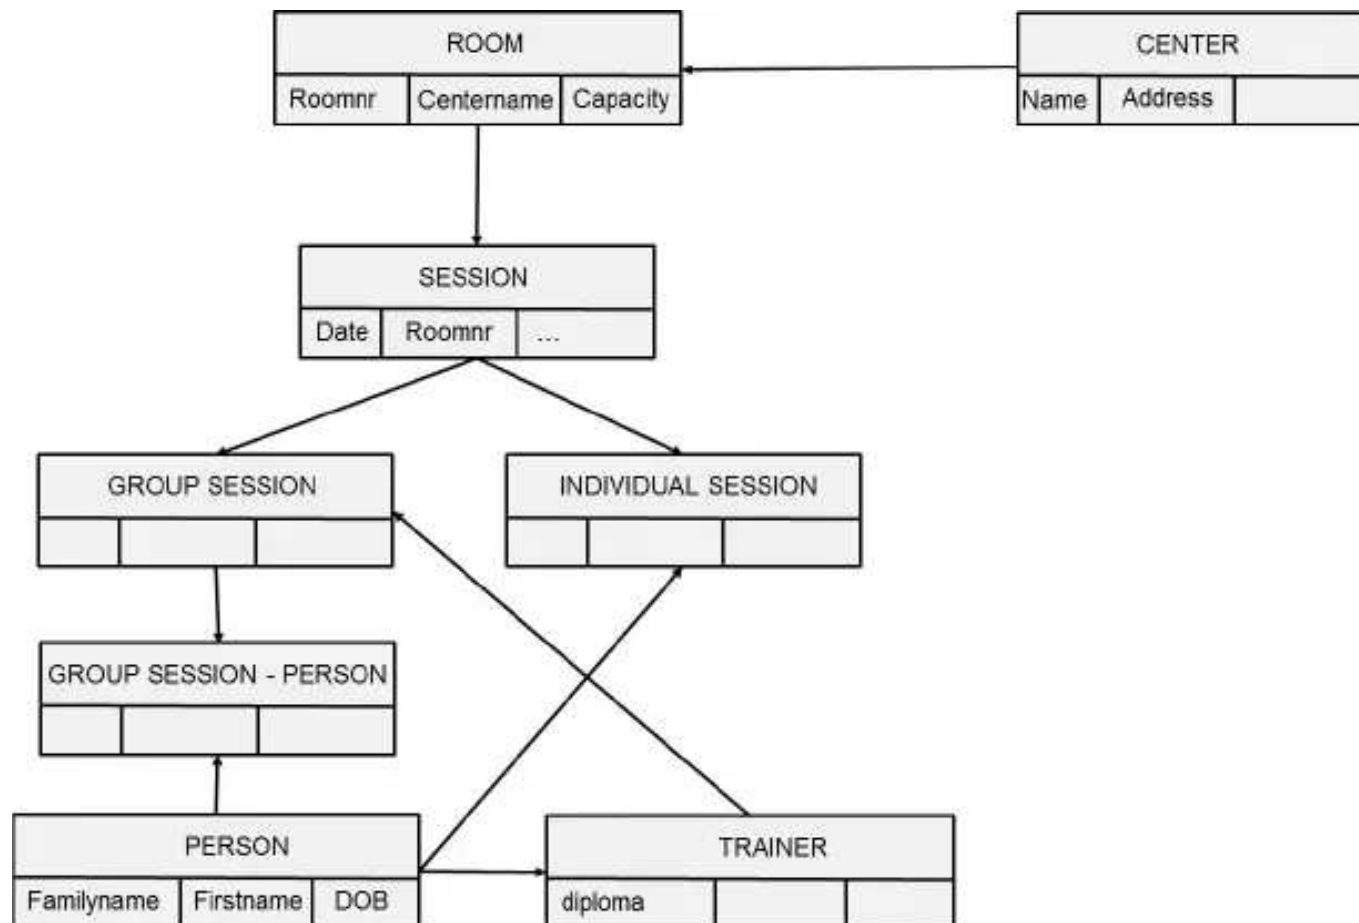 ROOM
Roomnr Centername Capacity
CENTER
Name Address
SESSION
Date Roomnr ...
GROUP SESSION
INDIVIDUAL SESSION
GROUP SESSION - PERSON
PERSON
Familyname Firstname DOB
TRAINER
diploma